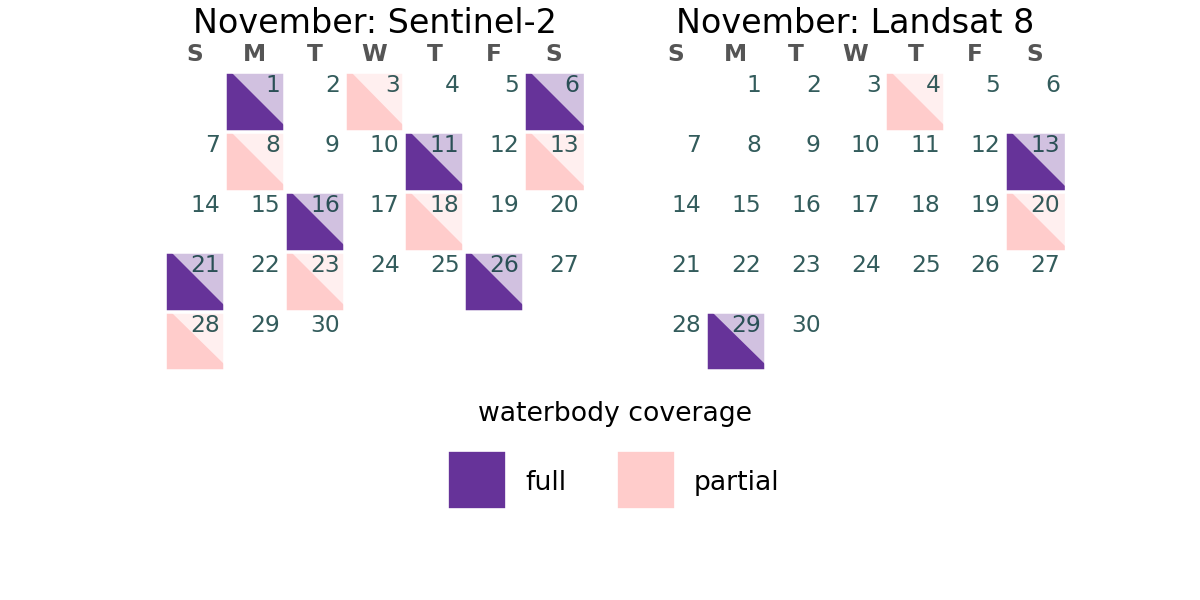 November: Sentinel-2
S M T W T F S
1 2 3 4 5 6
7 8 9 10 11 12 13
14 15 16 17 18 19 20
21 22 23 24 25 26 27
28 29 30
November: Landsat 8
S M T W T F S
1 2 3 4 5 6
7 8 9 10 11 12 13
14 15 16 17 18 19 20
21 22 23 24 25 26 27
28 29 30
waterbody coverage
full
partial